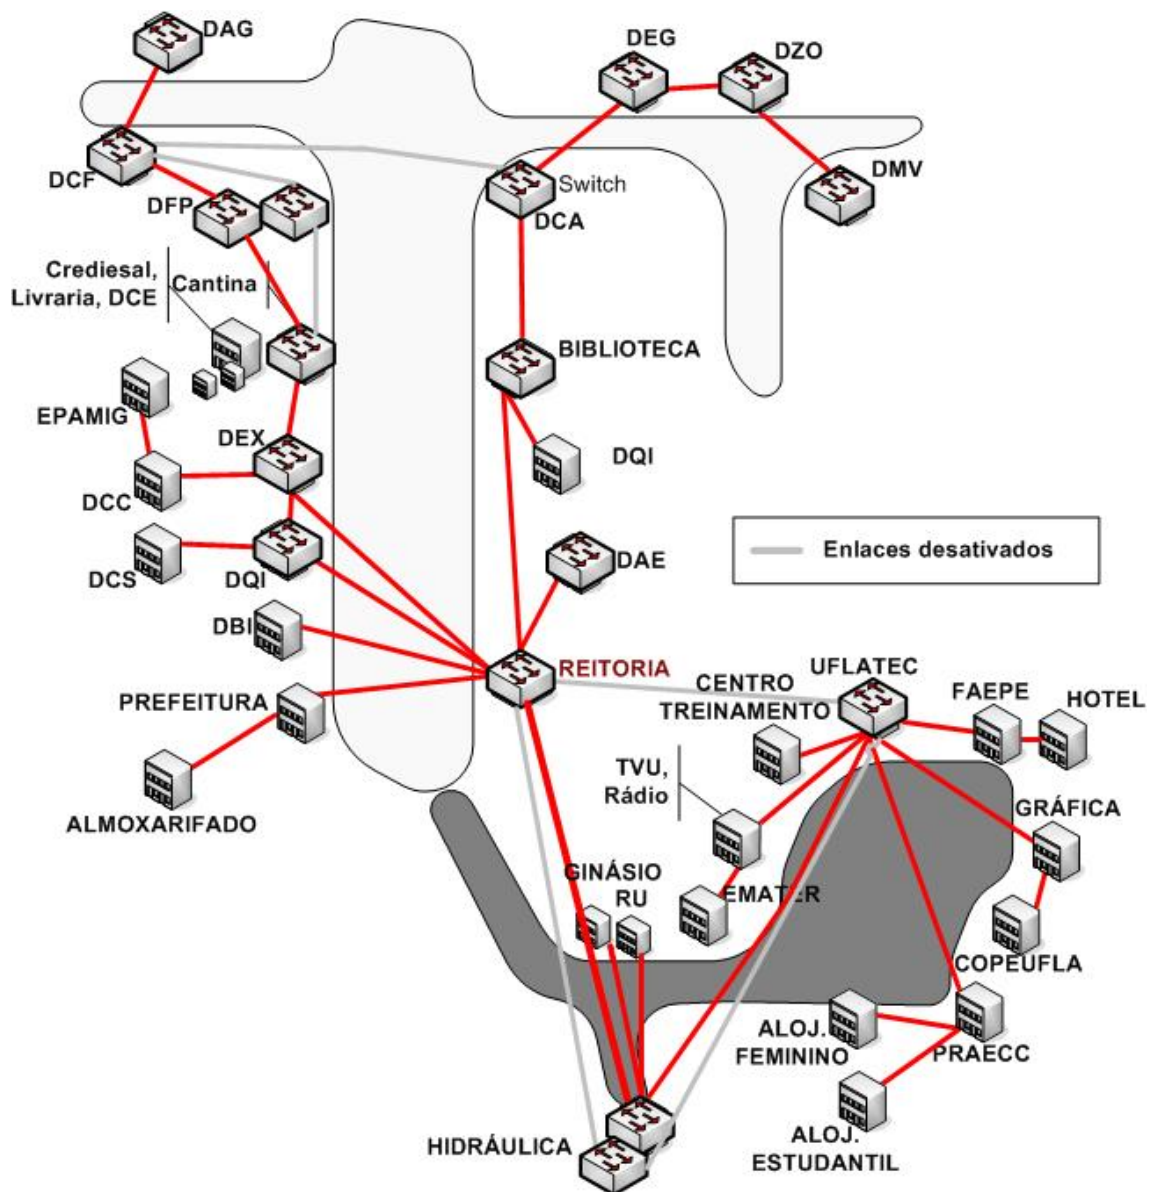 DAG
DEG
DZO
DCF
DFP
Switch
DCA
DMV
Crediesal,
Livraria, DCE
Cantina
BIBLIOTECA
EPAMIG
DEX
DQI
DCC
Enlaces desativados
DCS
DQI
DAE
DBI
REITORIA
UFLATEC
CENTRO
TREINAMENTO
FAEPE
HOTEL
PREFEITURA
TVU,
Rádio
GRÁFICA
ALMOXARIFADO
GINÁSIO
RU
EMATER
COPEUFLA
ALOJ.
FEMININO
PRAECC
HIDRÁULICA
ALOJ.
ESTUDANTIL